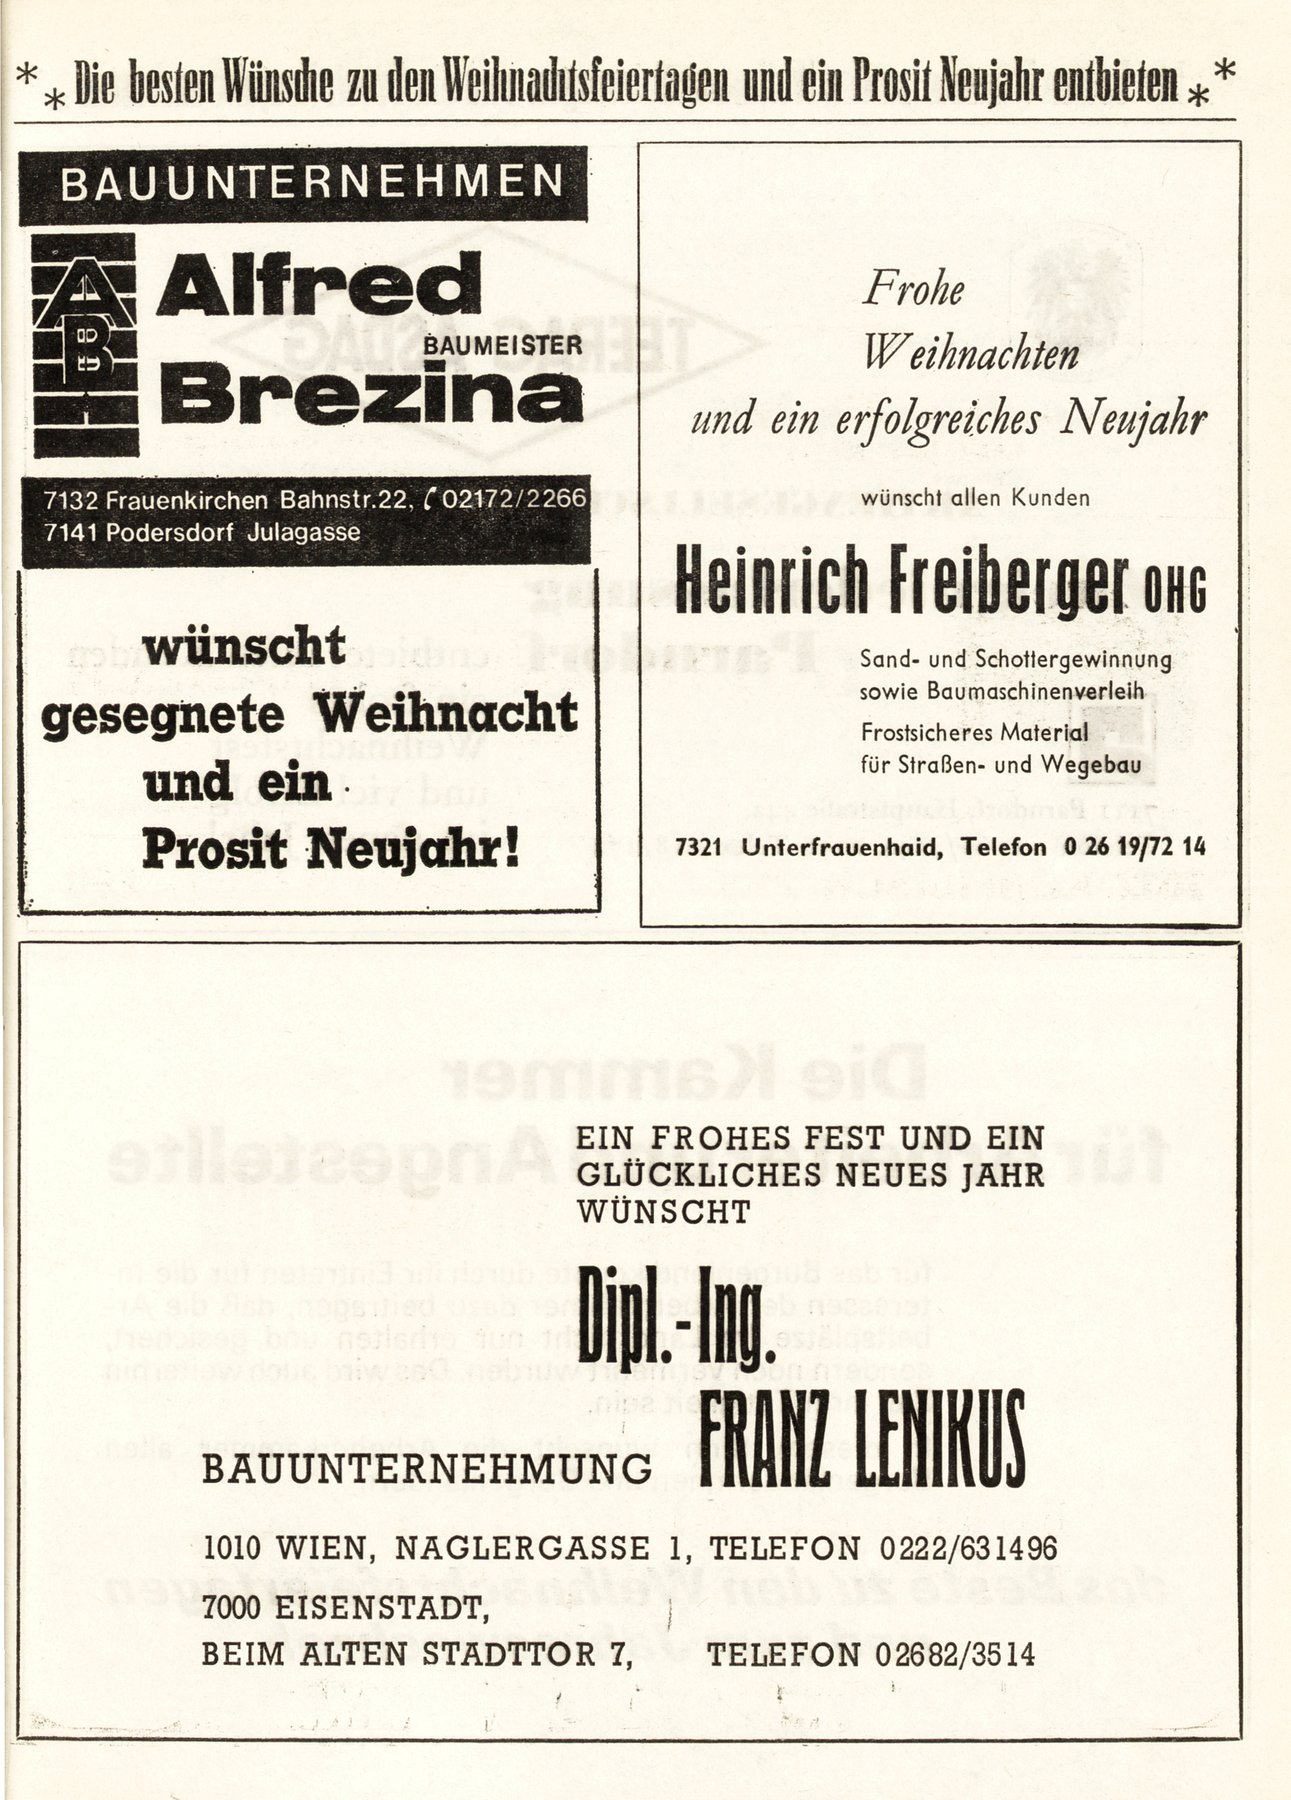 * * Die besten Wünsche zu den Weihnachtsfeiertagen und ein Prosit Neujahr entbieten * *
BAUUNTERNEHMEN
ABH
Alfred
BAUMEISTER
Brezina
7132 Frauenkirchen Bahnstr.22, ✆ 02172/2266
7141 Podersdorf Julagasse
wünscht
gesegnete Weihnacht
und ein
Prosit Neujahr!
Frohe
Weihnachten
und ein erfolgreiches Neujahr
wünscht allen Kunden
Heinrich Freiberger OHG
Sand- und Schottergewinnung
sowie Baumaschinenverleih
Frostsicheres Material
für Straßen- und Wegebau
7321 Unterfrauenhaid, Telefon 0 26 19/72 14
EIN FROHES FEST UND EIN
GLÜCKLICHES NEUES JAHR
WÜNSCHT
Dipl.-Ing.
BAUUNTERNEHMUNG FRANZ LENIKUS
1010 WIEN, NAGLERGASSE 1, TELEFON 0222/631496
7000 EISENSTADT,
BEIM ALTEN STADTTOR 7, TELEFON 02682/3514